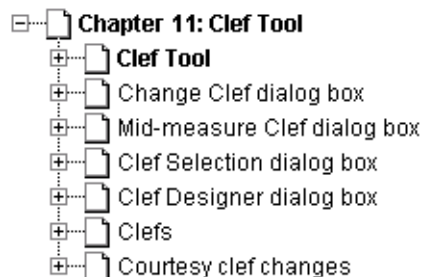 Chapter 11: Clef Tool
Clef Tool
Change Clef dialog box
Mid-measure Clef dialog box
Clef Selection dialog box
Clef Designer dialog box
Clefs
Courtesy clef changes